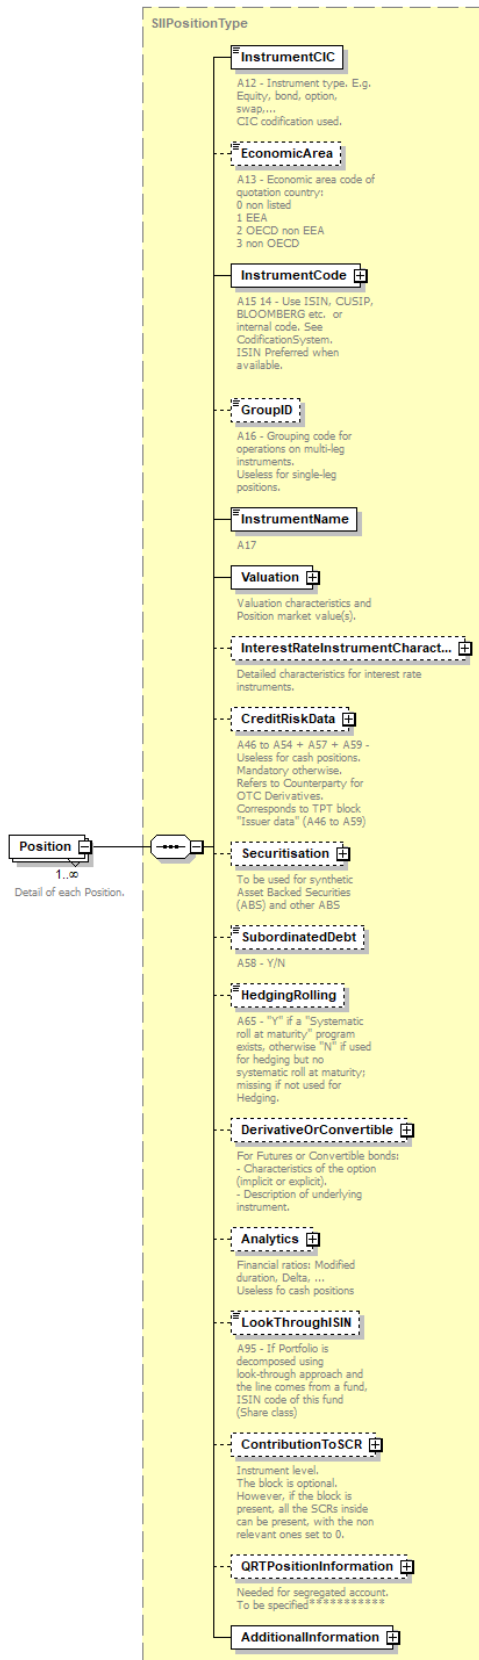 SIIPositionType
InstrumentCIC
A12 - Instrument type. E.g.
Equity, bond, option,
swap,...
CIC codification used.
EconomicArea
A13 - Economic area code of
quotation country:
0 non listed
1 EEA
2 OECD non EEA
3 non OECD
InstrumentCode
A15 14 - Use ISIN, CUSIP,
BLOOMBERG etc.  or
internal code. See
CodificationSystem.
ISIN Preferred when
available.
GroupID
A16 - Grouping code for
operations on multi-leg
instruments.
Useless for single-leg
positions.
InstrumentName
A17
Valuation
Valuation characteristics and
Position market value(s).
InterestRateInstrumentCharact...
Detailed characteristics for interest rate
instruments.
CreditRiskData
A46 to A54 + A57 + A59 -
Useless for cash positions.
Mandatory otherwise.
Refers to Counterparty for
OTC Derivatives.
Corresponds to TPT block
"Issuer data" (A46 to A59)
Position
1..∞
Detail of each Position.
Securitisation
To be used for synthetic
Asset Backed Securities
(ABS) and other ABS
SubordinatedDebt
A58 - Y/N
HedgingRolling
A65 - "Y" if a "Systematic
roll at maturity" program
exists, otherwise "N" if used
for hedging but no
systematic roll at maturity;
missing if not used for
Hedging.
DerivativeOrConvertible
For Futures or Convertible bonds:
- Characteristics of the option
(implicit or explicit).
- Description of underlying
instrument.
Analytics
Financial ratios: Modified
duration, Delta, ...
Useless fo cash positions
LookThroughISIN
A95 - If Portfolio is
decomposed using
look-through approach and
the line comes from a fund,
ISIN code of this fund
(Share class)
ContributionToSCR
Instrument level.
The block is optional.
However, if the block is
present, all the SCRs inside
can be present, with the non
relevant ones set to 0.
QRTPositionInformation
Needed for segregated account.
To be specified***********
AdditionalInformation